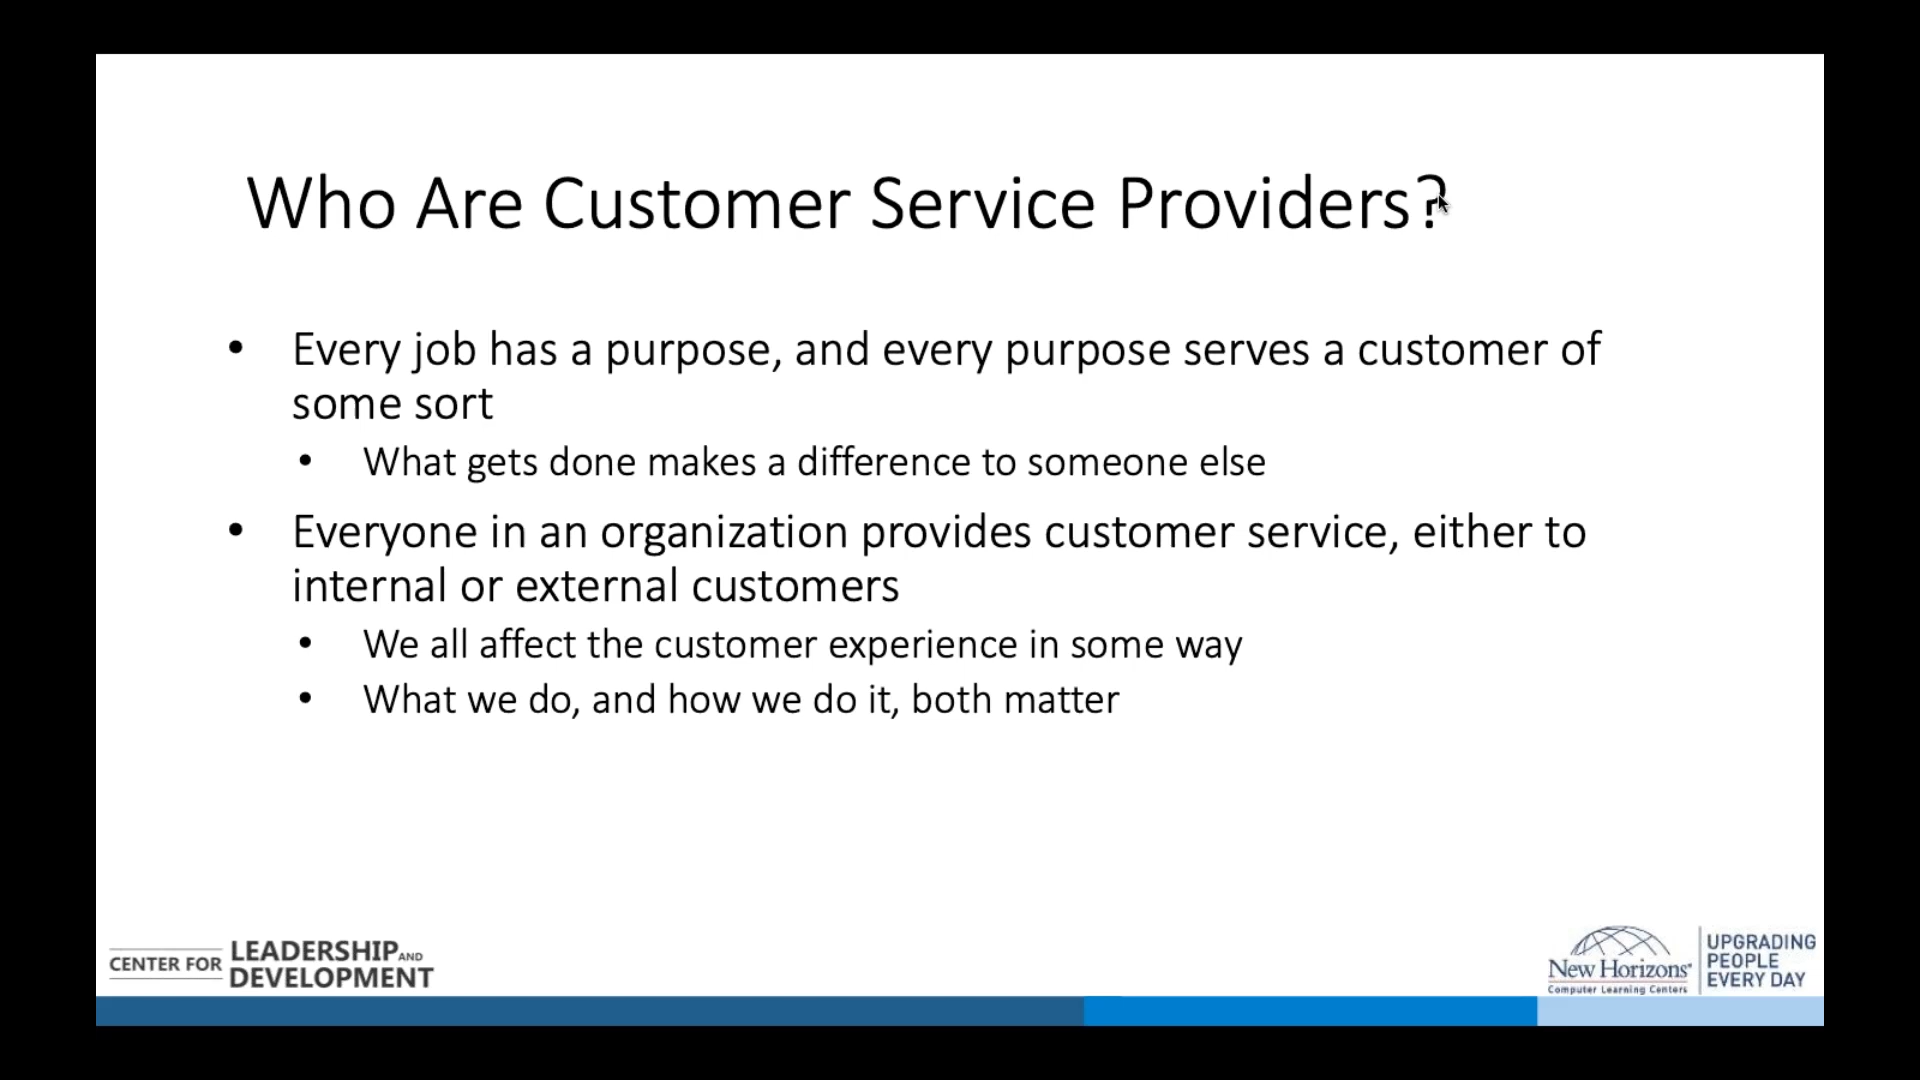 Who Are Customer Service Providers?
• Every job has a purpose, and every purpose serves a customer of
some sort
• What gets done makes a difference to someone else
• Everyone in an organization provides customer service, either to
internal or external customers
• We all affect the customer experience in some way
• What we do, and how we do it, both matter
CENTER FOR LEADERSHIP AND
DEVELOPMENT
New Horizons®
Computer Learning Centers
UPGRADING
PEOPLE
EVERY DAY